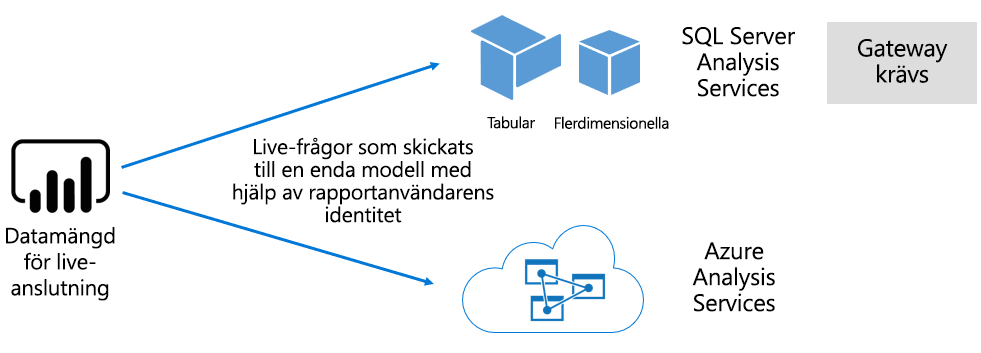 SQL Server
Analysis
Services
Gateway
krävs
Tabular
Flerdimensionella
Live-frågor som skickats
till en enda modell med
hjälp av rapportanvändarens
identitet
Datamängd
för live-
anslutning
Azure
Analysis
Services